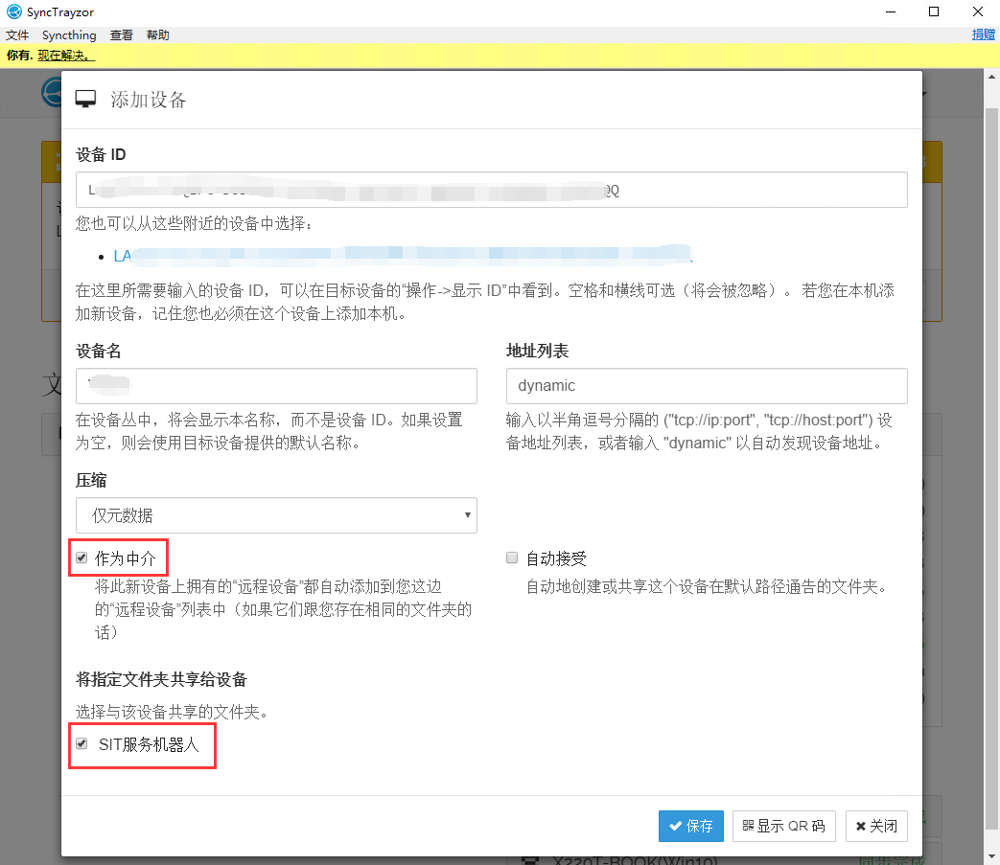 SyncTrayzor
文件 Syncthing 查看 帮助 捐赠
你有. 现在解决。
添加设备
设备 ID
L QQ
您也可以从这些附近的设备中选择：
LA
在这里所需要输入的设备 ID，可以在目标设备的“操作->显示 ID”中看到。空格和横线可选（将会被忽略）。 若您在本机添
加新设备，记住您也必须在这个设备上添加本机。
设备名 地址列表
dynamic
在设备丛中，将会显示本名称，而不是设备 ID。如果设置
为空，则会使用目标设备提供的默认名称。
输入以半角逗号分隔的 ("tcp://ip:port", "tcp://host:port") 设
备地址列表，或者输入 "dynamic" 以自动发现设备地址。
压缩
仅元数据
作为中介
将此新设备上拥有的“远程设备”都自动添加到您这边
的“远程设备”列表中（如果它们跟您存在相同的文件夹的
话）
自动接受
自动地创建或共享这个设备在默认路径通告的文件夹。
将指定文件夹共享给设备
选择与该设备共享的文件夹。
SIT服务机器人
保存 显示 QR 码 关闭
X220T-BOOK(Win10) 同步完成